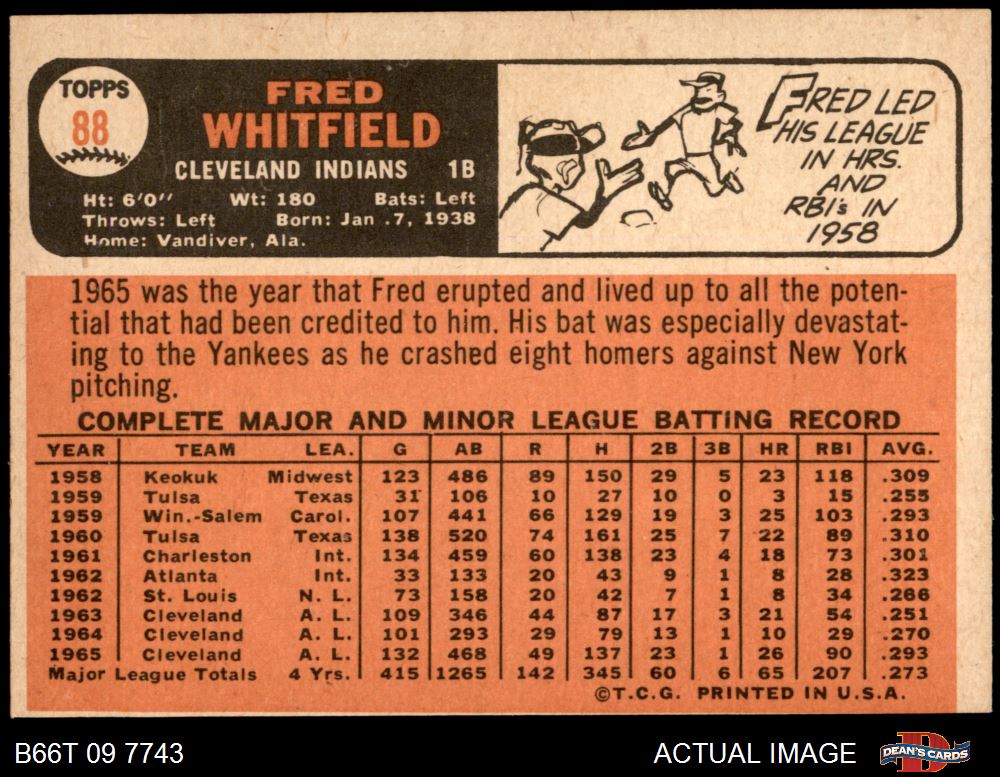 TOPPS
88
FRED
WHITFIELD
CLEVELAND INDIANS 1B
Ht: 6'0" Wt: 180 Bats: Left
Throws: Left Born: Jan .7, 1938
Home: Vandiver, Ala.
FRED LED
HIS LEAGUE
IN HRS.
AND
RBI's IN
1958
1965 was the year that Fred erupted and lived up to all the poten-
tial that had been credited to him. His bat was especially devastat-
ing to the Yankees as he crashed eight homers against New York
pitching.
COMPLETE MAJOR AND MINOR LEAGUE BATTING RECORD
YEAR TEAM LEA. G AB R H 2B 3B HR RBI AVG.
1958 Keokuk Midwest 123 486 89 150 29 5 23 118 .309
1959 Tulsa Texas 31 106 10 27 10 0 3 15 .255
1959 Win.-Salem Carol. 107 441 66 129 19 3 25 103 .293
1960 Tulsa Texas 138 520 74 161 25 7 22 89 .310
1961 Charleston Int. 134 459 60 138 23 4 18 73 .301
1962 Atlanta Int. 33 133 20 43 9 1 8 28 .323
1962 St. Louis N. L. 73 158 20 42 7 1 8 34 .266
1963 Cleveland A. L. 109 346 44 87 17 3 21 54 .251
1964 Cleveland A. L. 101 293 29 79 13 1 10 29 .270
1965 Cleveland A. L. 132 468 49 137 23 1 26 90 .293
Major League Totals 4 Yrs. 415 1265 142 345 60 6 65 207 .273
©T.C.G. PRINTED IN U.S.A.
B66T 09 7743
ACTUAL IMAGE
DEAN'S CARDS